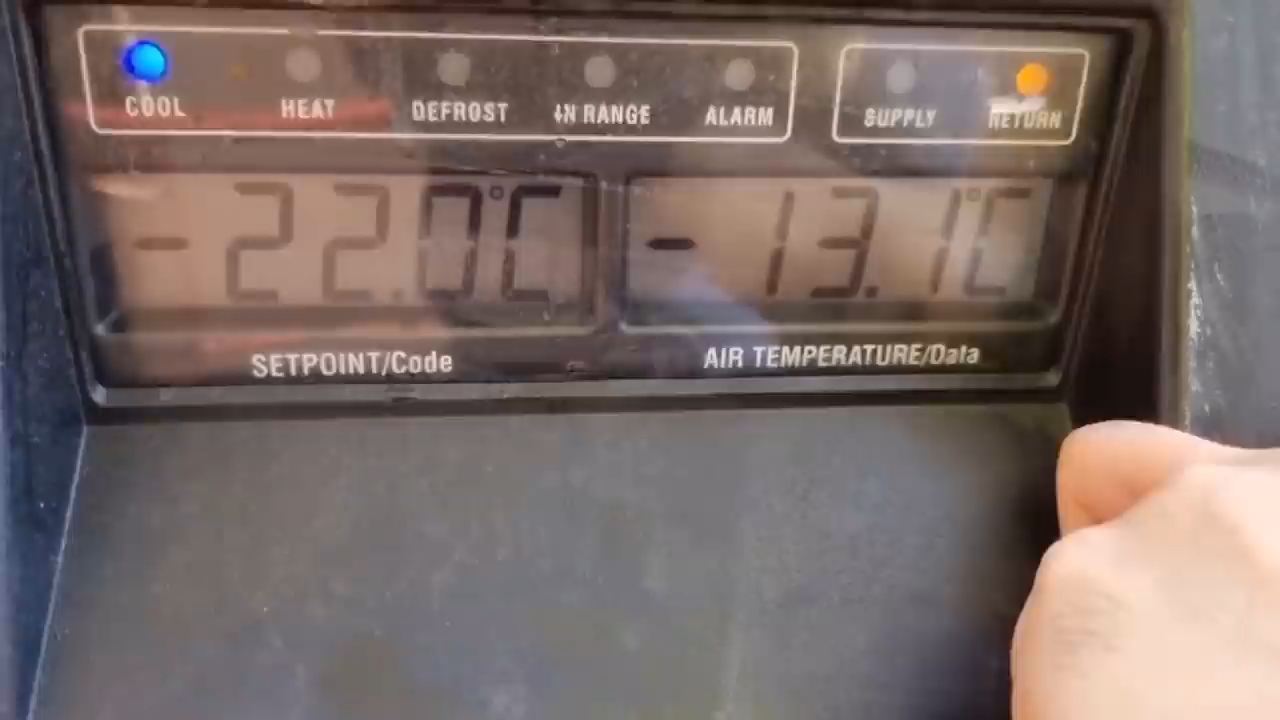 COOL HEAT DEFROST IN RANGE ALARM SUPPLY RETURN
-22.0°C -13.1°C
SETPOINT/Code AIR TEMPERATURE/Data